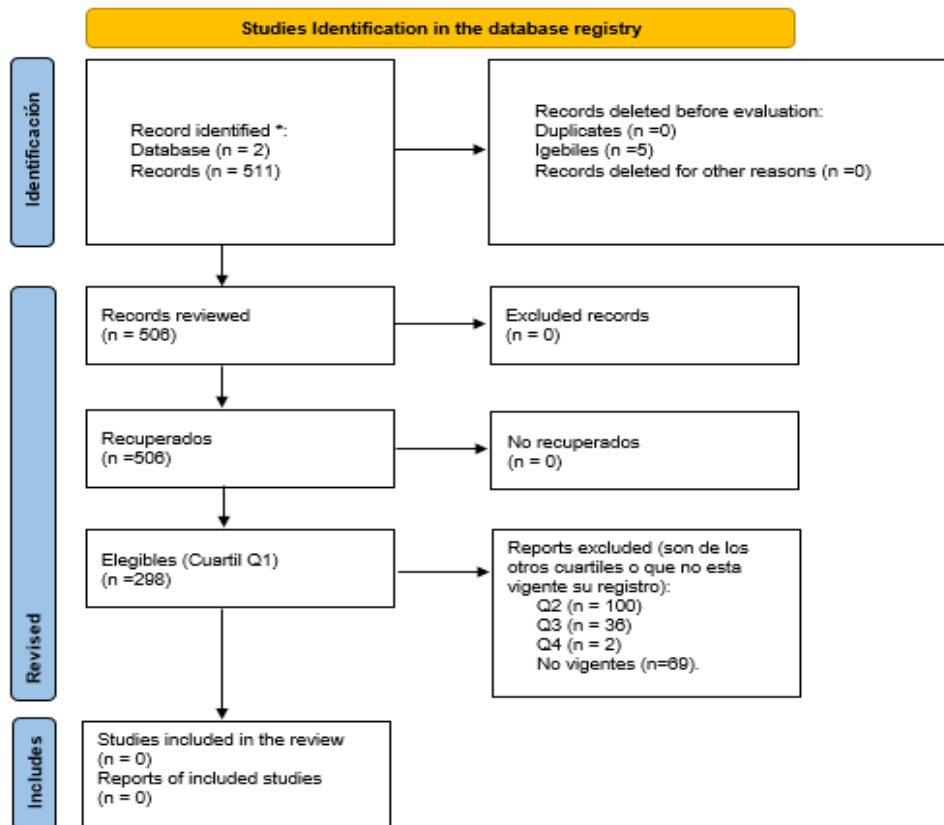 Studies Identification in the database registry
Identificación
Record identified *:
Database (n = 2)
Records (n = 511)
Records deleted before evaluation:
Duplicates (n =0)
Igebiles (n =5)
Records deleted for other reasons (n =0)
Revised
Records reviewed
(n = 506)
Excluded records
(n = 0)
Recuperados
(n =506)
No recuperados
(n = 0)
Elegibles (Cuartil Q1)
(n =298)
Reports excluded (son de los
otros cuartiles o que no esta
vigente su registro):
Q2 (n = 100)
Q3 (n = 36)
Q4 (n = 2)
No vigentes (n=69).
Includes
Studies included in the review
(n = 0)
Reports of included studies
(n = 0)